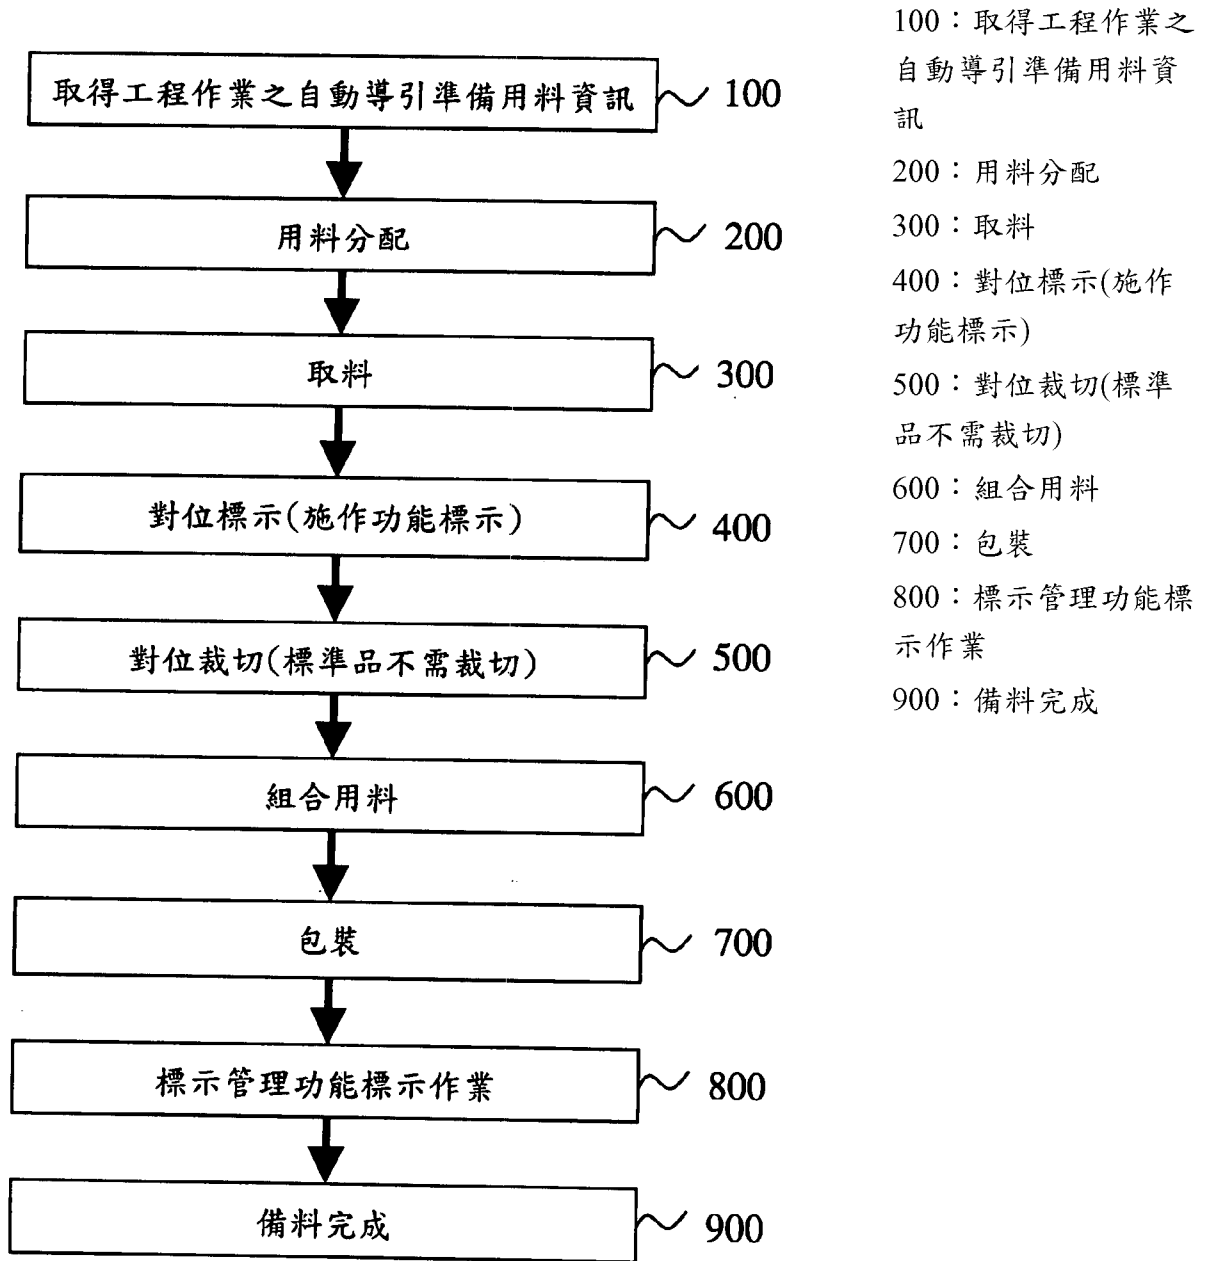 取得工程作業之自動導引準備用料資訊 100
用料分配 200
取料 300
對位標示(施作功能標示) 400
對位裁切(標準品不需裁切) 500
組合用料 600
包裝 700
標示管理功能標示作業 800
備料完成 900
100：取得工程作業之
自動導引準備用料資
訊
200：用料分配
300：取料
400：對位標示(施作
功能標示)
500：對位裁切(標準
品不需裁切)
600：組合用料
700：包裝
800：標示管理功能標
示作業
900：備料完成